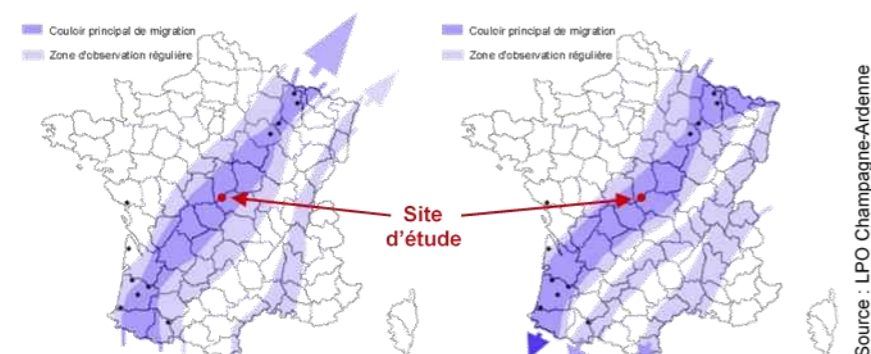 Couloir principal de migration
Zone d'observation régulière
Couloir principal de migration
Zone d'observation régulière
Site
d'étude
Source : LPO Champagne-Ardenne